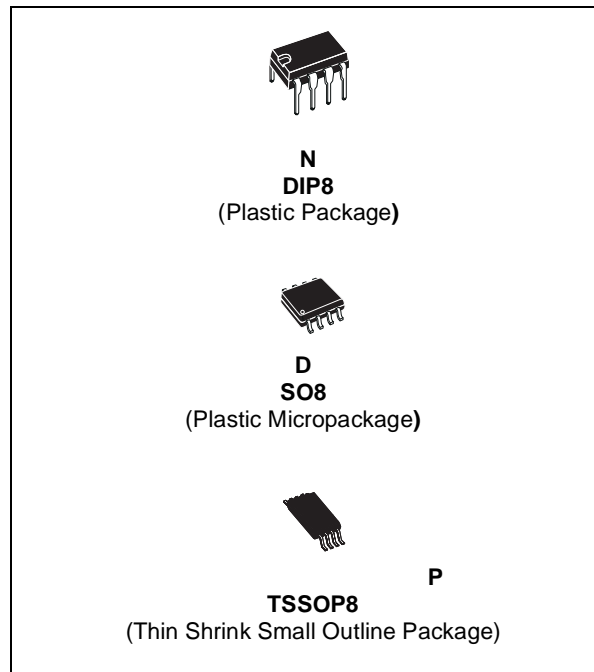 N
DIP8
(Plastic Package)
D
SO8
(Plastic Micropackage)
P
TSSOP8
(Thin Shrink Small Outline Package)